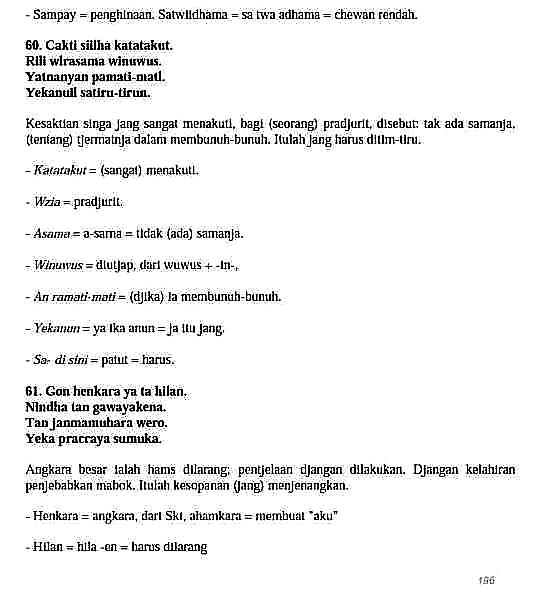 - Sampay = penghinaan. Satwlidhama = sa twa adhama = chewan rendah.
60. Cakti siilha katatakut.
Rili wirasama winuwus.
Yatnanyan pamati-mati.
Yekanuil satiru-tirun.
Kesaktian singa jang sangat menakuti, bagi (seorang) pradjurit, disebut: tak ada samanja.
(tentang) tjermatnja dalam membunuh-bunuh. Itulah jang harus ditim-tiru.
- Katatakut = (sangat) menakuti.
- Wzia = pradjurit.
- Asama = a-sama = tidak (ada) samanja.
- Winuwus = diutjap, dari wuwus + -in-,
- An ramati-mati = (djika) ia membunuh-bunuh.
- Yekanun = ya ika anun = ja itu jang.
- Sa- di sini = patut = harus.
61. Gon henkara ya ta hilan.
Nindha tan gawayakena.
Tan janmamuhara wero.
Yeka pracraya sumuka.
Angkara besar ialah hams dilarang; pentjelaan djangan dilakukan. Djangan kelahiran
penjebabkan mabok. Itulah kesopanan (jang) menjenangkan.
- Henkara = angkara, dari Skt, ahamkara = membuat "aku"
- Hilan = hila -en = harus dilarang
196